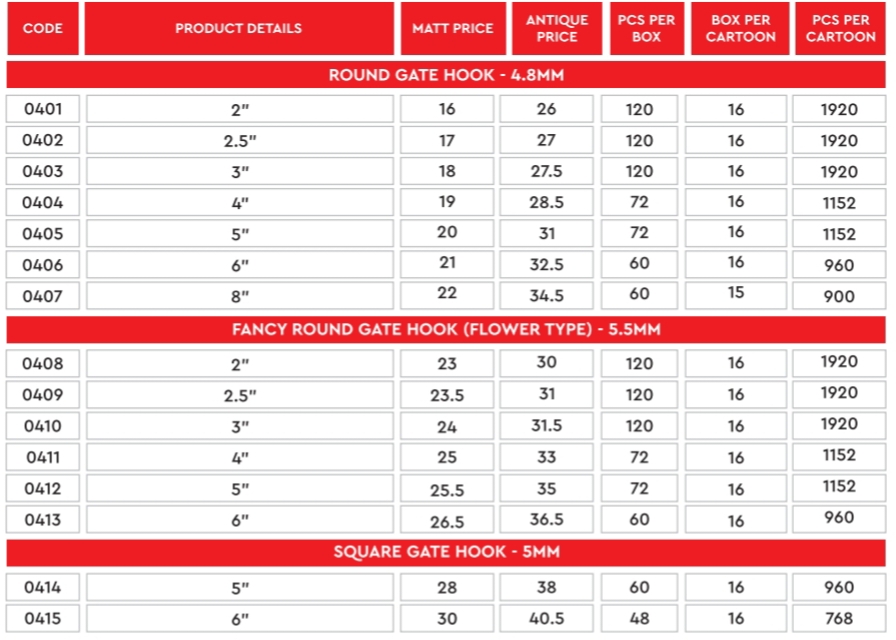 CODE PRODUCT DETAILS MATT PRICE ANTIQUE PRICE PCS PER BOX BOX PER CARTOON PCS PER CARTOON
ROUND GATE HOOK - 4.8MM
0401 2" 16 26 120 16 1920
0402 2.5" 17 27 120 16 1920
0403 3" 18 27.5 120 16 1920
0404 4" 19 28.5 72 16 1152
0405 5" 20 31 72 16 1152
0406 6" 21 32.5 60 16 960
0407 8" 22 34.5 60 15 900
FANCY ROUND GATE HOOK (FLOWER TYPE) - 5.5MM
0408 2" 23 30 120 16 1920
0409 2.5" 23.5 31 120 16 1920
0410 3" 24 31.5 120 16 1920
0411 4" 25 33 72 16 1152
0412 5" 25.5 35 72 16 1152
0413 6" 26.5 36.5 60 16 960
SQUARE GATE HOOK - 5MM
0414 5" 28 38 60 16 960
0415 6" 30 40.5 48 16 768